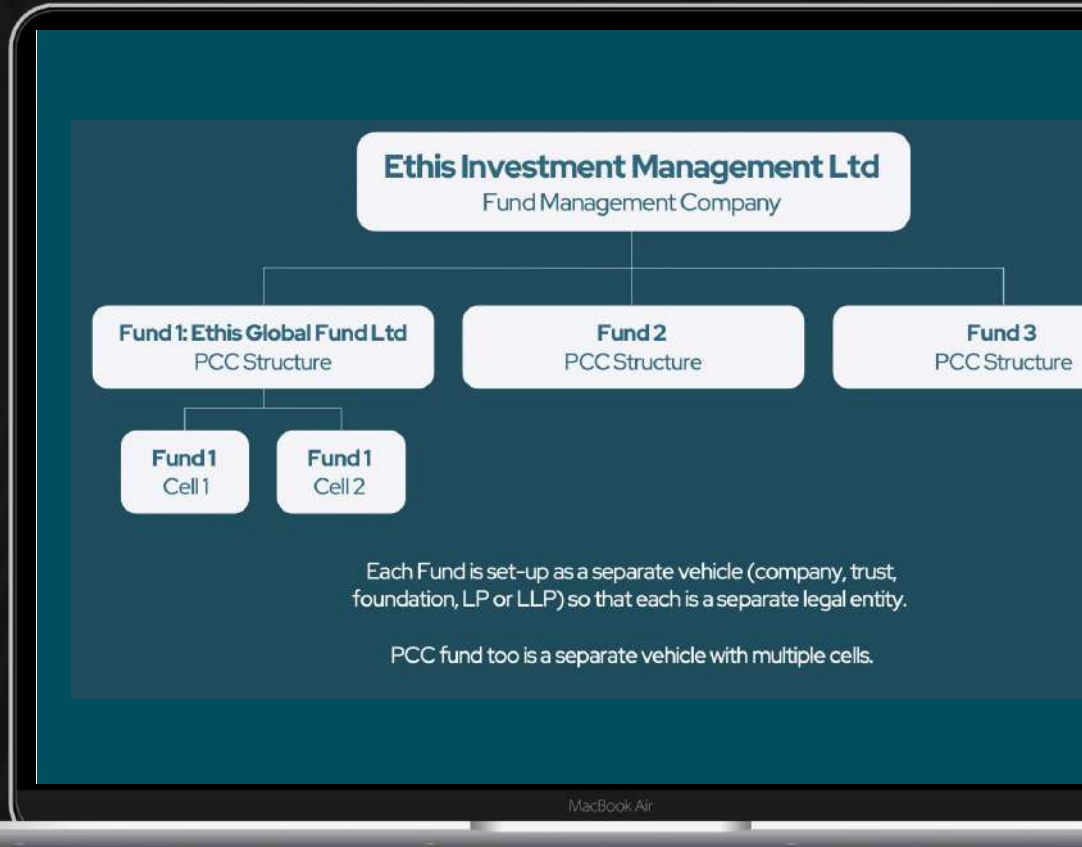 Ethis Investment Management Ltd
Fund Management Company
Fund 1: Ethis Global Fund Ltd
PCC Structure
Fund 2
PCC Structure
Fund 3
PCC Structure
Fund 1
Cell 1
Fund 1
Cell 2
Each Fund is set-up as a separate vehicle (company, trust,
foundation, LP or LLP) so that each is a separate legal entity.
PCC fund too is a separate vehicle with multiple cells.
MacBook Air